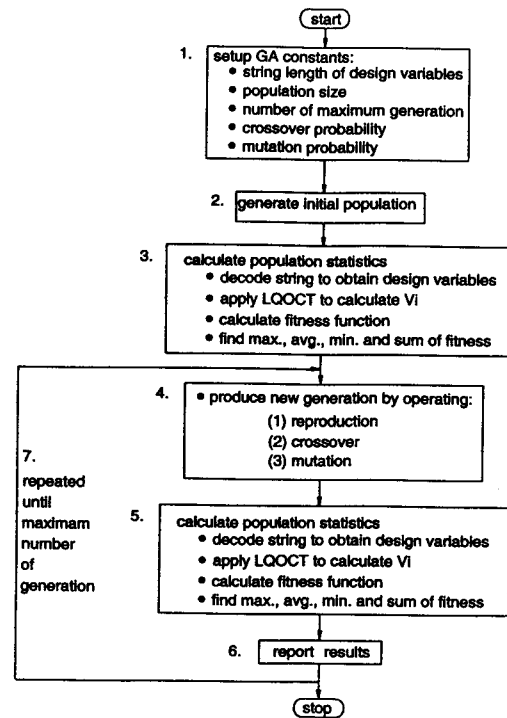 start
1.
setup GA constants:
• string length of design variables
• population size
• number of maximum generation
• crossover probability
• mutation probability
2.
generate initial population
3.
calculate population statistics
• decode string to obtain design variables
• apply LQOCT to calculate Vi
• calculate fitness function
• find max., avg., min. and sum of fitness
4.
• produce new generation by operating:
(1) reproduction
(2) crossover
(3) mutation
7.
repeated
until
maximam
number
of
generation
5.
calculate population statistics
• decode string to obtain design variables
• apply LQOCT to calculate Vi
• calculate fitness function
• find max., avg., min. and sum of fitness
6.
report results
stop